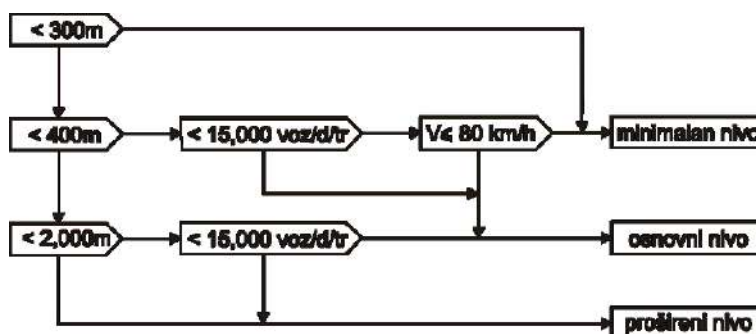 < 300m
< 400m
< 15,000 voz/d/tr
V⩽ 80 km/h
minimalan nivo
< 2,000m
< 15,000 voz/d/tr
osnovni nivo
prošireni nivo